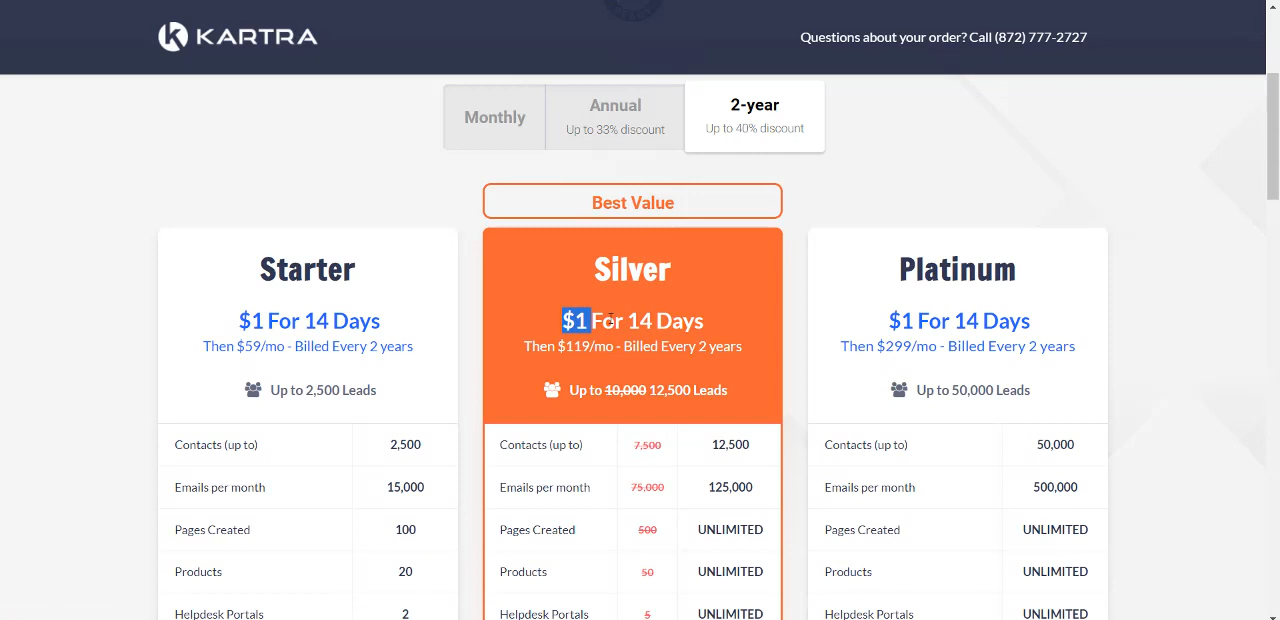 KARTRA
Questions about your order? Call (872) 777-2727
Monthly
Annual
Up to 33% discount
2-year
Up to 40% discount
Best Value
Starter
$1 For 14 Days
Then $59/mo - Billed Every 2 years
Up to 2,500 Leads
Contacts (up to) 2,500
Emails per month 15,000
Pages Created 100
Products 20
Helpdesk Portals 2
Silver
$1 For 14 Days
Then $119/mo - Billed Every 2 years
Up to 10,000 12,500 Leads
Contacts (up to) 7,500 12,500
Emails per month 75,000 125,000
Pages Created 500 UNLIMITED
Products 50 UNLIMITED
Helpdesk Portals 5 UNLIMITED
Platinum
$1 For 14 Days
Then $299/mo - Billed Every 2 years
Up to 50,000 Leads
Contacts (up to) 50,000
Emails per month 500,000
Pages Created UNLIMITED
Products UNLIMITED
Helpdesk Portals UNLIMITED